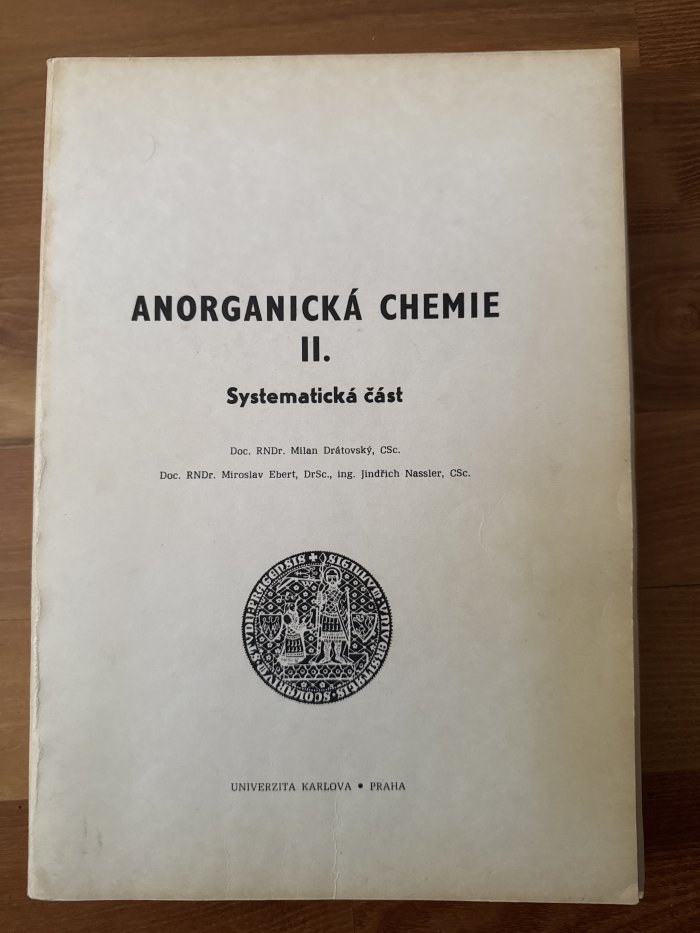 ANORGANICKÁ CHEMIE
II.
Systematická část
Doc. RNDr. Milan Drátovský, CSc.
Doc. RNDr. Miroslav Ebert, DrSc., ing. Jindřich Nassler, CSc.
UNIVERZITA KARLOVA • PRAHA